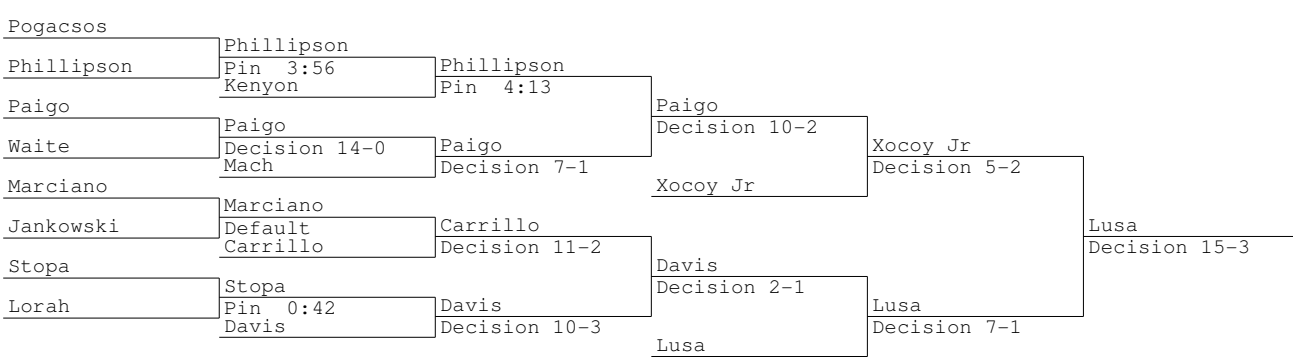 Pogacsos
Phillipson
Phillipson Pin 3:56
Kenyon
Phillipson
Pin 4:13
Paigo
Paigo
Decision 10-2
Waite
Paigo
Decision 14-0
Mach
Paigo
Decision 7-1
Xocoy Jr
Decision 5-2
Xocoy Jr
Marciano
Marciano
Jankowski
Default
Carrillo
Carrillo
Decision 11-2
Lusa
Decision 15-3
Stopa
Davis
Decision 2-1
Stopa
Lorah
Pin 0:42
Davis
Davis
Decision 10-3
Lusa
Decision 7-1
Lusa